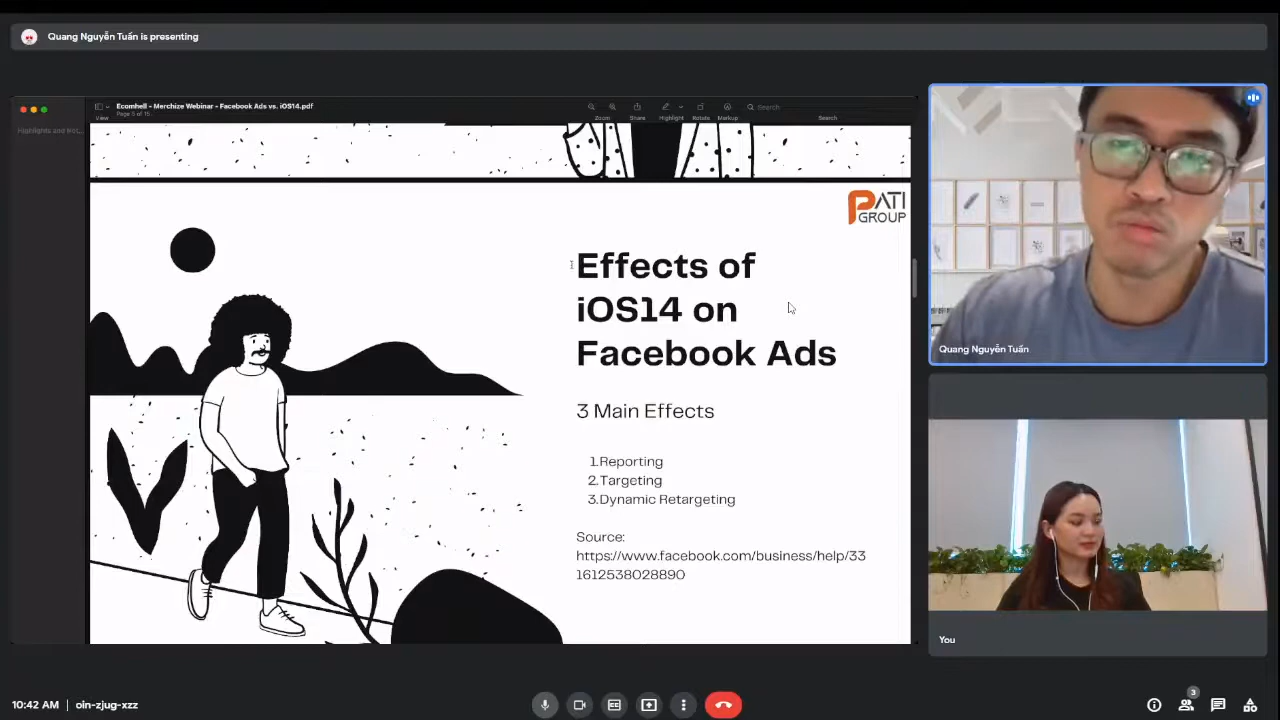 Quang Nguyễn Tuấn is presenting
Ecomhell - Merchize Webinar - Facebook Ads vs. iOS14.pdf
Page 5 of 15
View
Zoom
Share
Highlight
Rotate
Markup
Search
Search
Highlights and Not...
PATI
GROUP
Effects of
iOS14 on
Facebook Ads
3 Main Effects
1.Reporting
2.Targeting
3.Dynamic Retargeting
Source:
https://www.facebook.com/business/help/33
1612538028890
Quang Nguyễn Tuấn
You
10:42 AM | oin-zjug-xzz
3